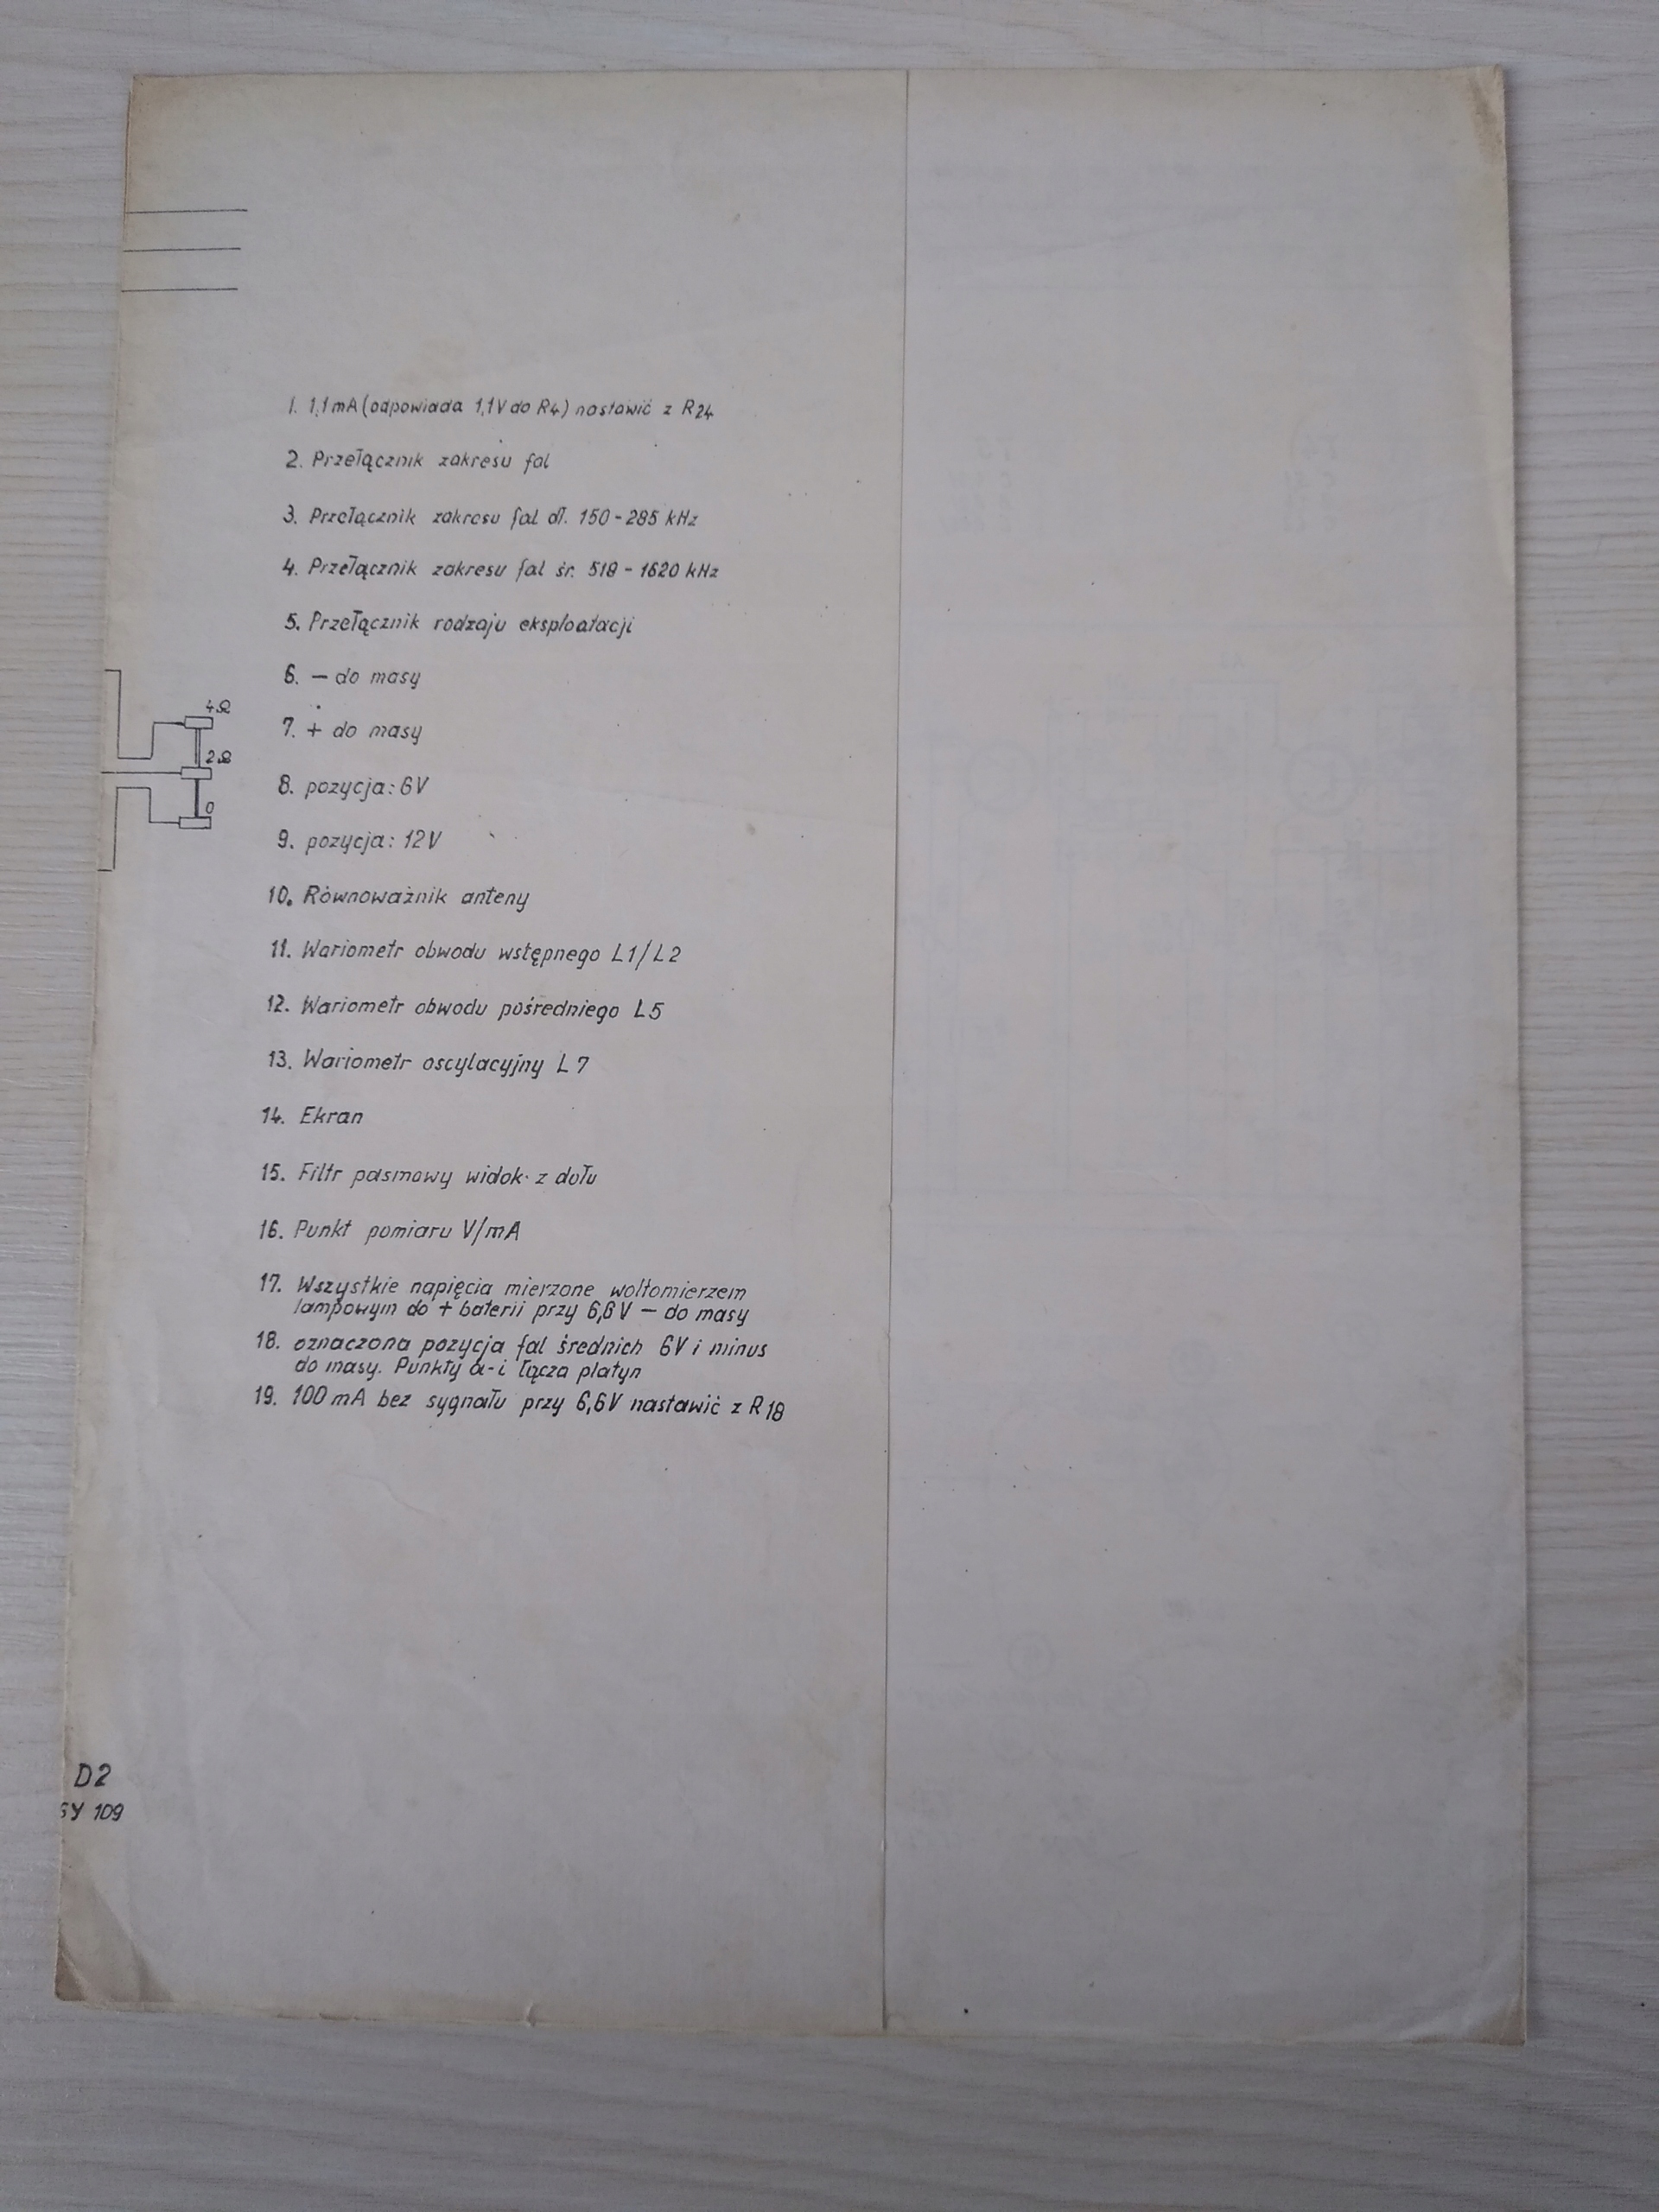 1. 1,1 mA (odpowiada 1,1V do R4) nastawić z R24
2. Przełącznik zakresu fal
3. Przełącznik zakresu fal dł. 150 - 285 kHz
4. Przełącznik zakresu fal śr. 518 - 1620 kHz
5. Przełącznik rodzaju eksploatacji
6. — do masy
4Ω
7. + do masy
2Ω
8. pozycja: 6V
0
9. pozycja: 12V
10. Równoważnik anteny
11. Wariometr obwodu wstępnego L1/L2
12. Wariometr obwodu pośredniego L5
13. Wariometr oscylacyjny L7
14. Ekran
15. Filtr pasmowy widok z dołu
16. Punkt pomiaru V/mA
17. Wszystkie napięcia mierzone woltomierzem
lampowym do + baterii przy 6,6V — do masy
18. oznaczona pozycja fal średnich 6V i minus
do masy. Punkty a-i łącza platyn
19. 100 mA bez sygnału przy 6,6V nastawić z R18
D2
SY 109